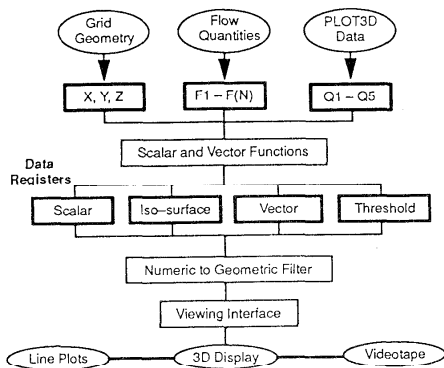 Grid Geometry
Flow Quantities
PLOT3D Data
X, Y, Z
F1 – F(N)
Q1 – Q5
Scalar and Vector Functions
Data Registers
Scalar
Iso–surface
Vector
Threshold
Numeric to Geometric Filter
Viewing Interface
Line Plots
3D Display
Videotape